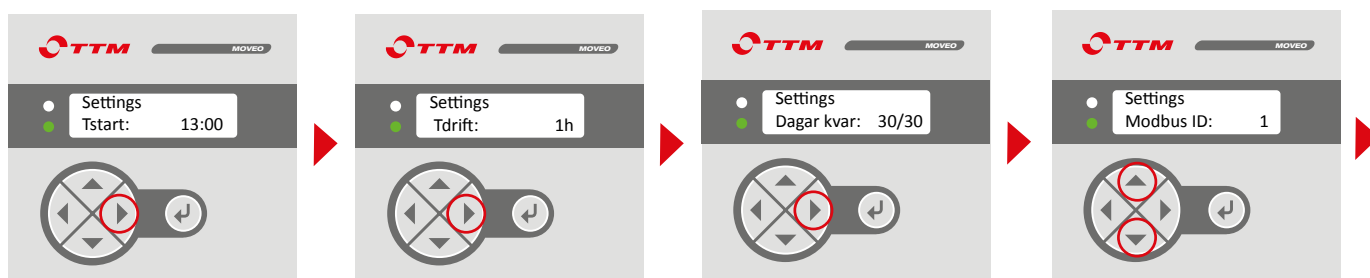 TTM MOVEO
Settings
Tstart: 13:00
TTM MOVEO
Settings
Tdrift: 1h
TTM MOVEO
Settings
Dagar kvar: 30/30
TTM MOVEO
Settings
Modbus ID: 1